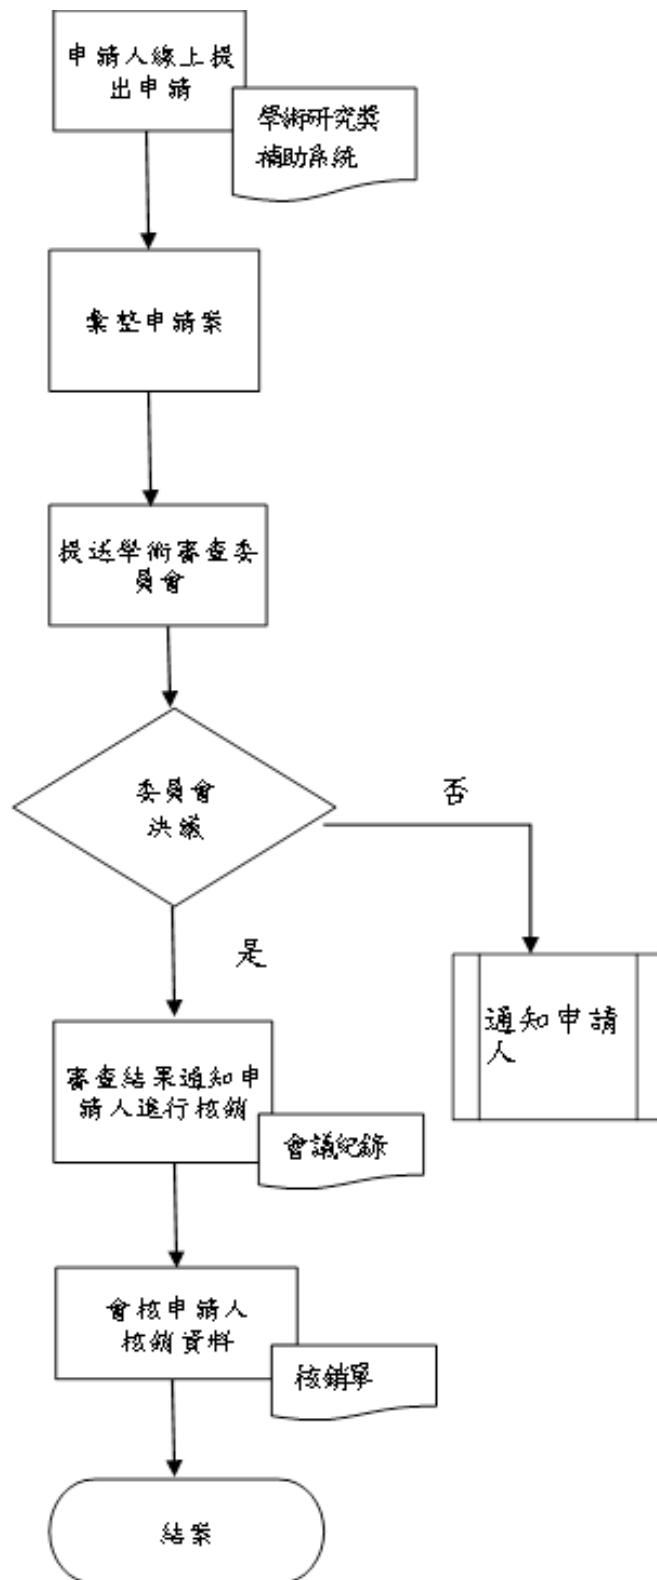 申請人線上提
出申請
學術研究獎
補助系統
彙整申請案
提送學術審查委
員會
委員會
決議
否
是
通知申請
人
審查結果通知申
請人進行核銷
會議紀錄
會核申請人
核銷資料
核銷單
結案